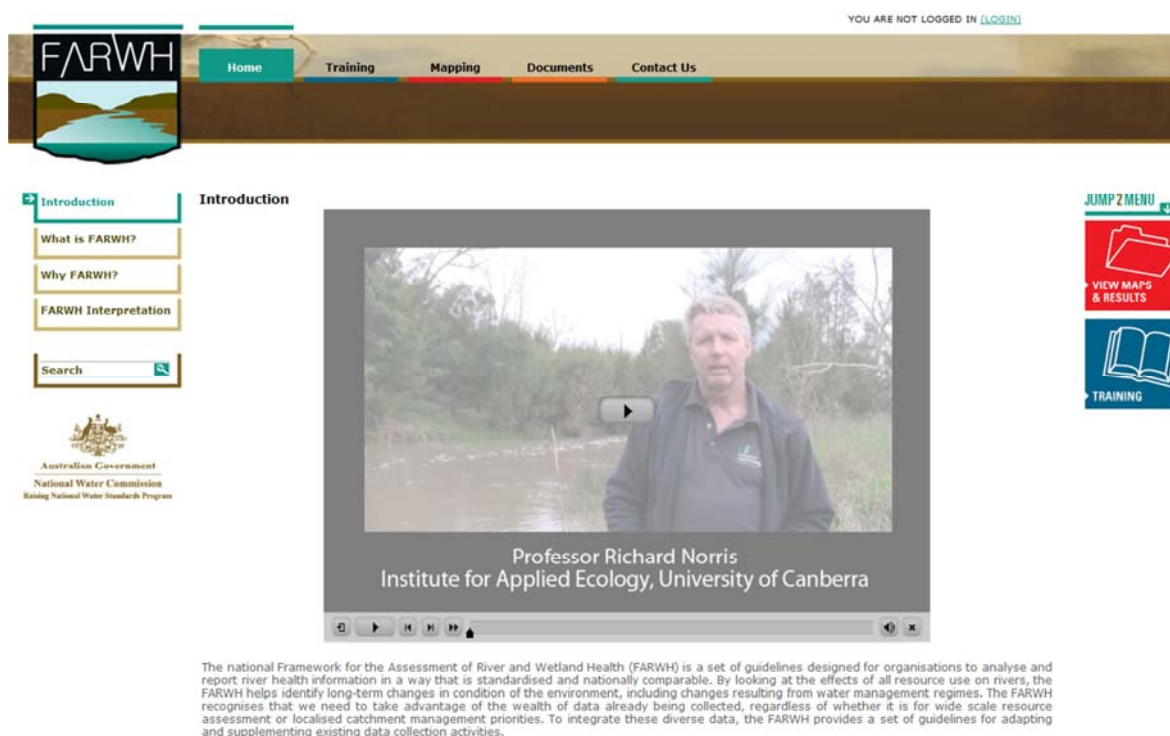 YOU ARE NOT LOGGED IN (LOGIN)
FARWH
Home
Training
Mapping
Documents
Contact Us
Introduction
What is FARWH?
Why FARWH?
FARWH Interpretation
Search
Australian Government
National Water Commission
Raising National Water Standards Program
Introduction
Professor Richard Norris
Institute for Applied Ecology, University of Canberra
JUMP2MENU
VIEW MAPS
& RESULTS
TRAINING
The national Framework for the Assessment of River and Wetland Health (FARWH) is a set of guidelines designed for organisations to analyse and
report river health information in a way that is standardised and nationally comparable. By looking at the effects of all resource use on rivers, the
FARWH helps identify long-term changes in condition of the environment, including changes resulting from water management regimes. The FARWH
recognises that we need to take advantage of the wealth of data already being collected, regardless of whether it is for wide scale resource
assessment or localised catchment management priorities. To integrate these diverse data, the FARWH provides a set of guidelines for adapting
and supplementing existing data collection activities.